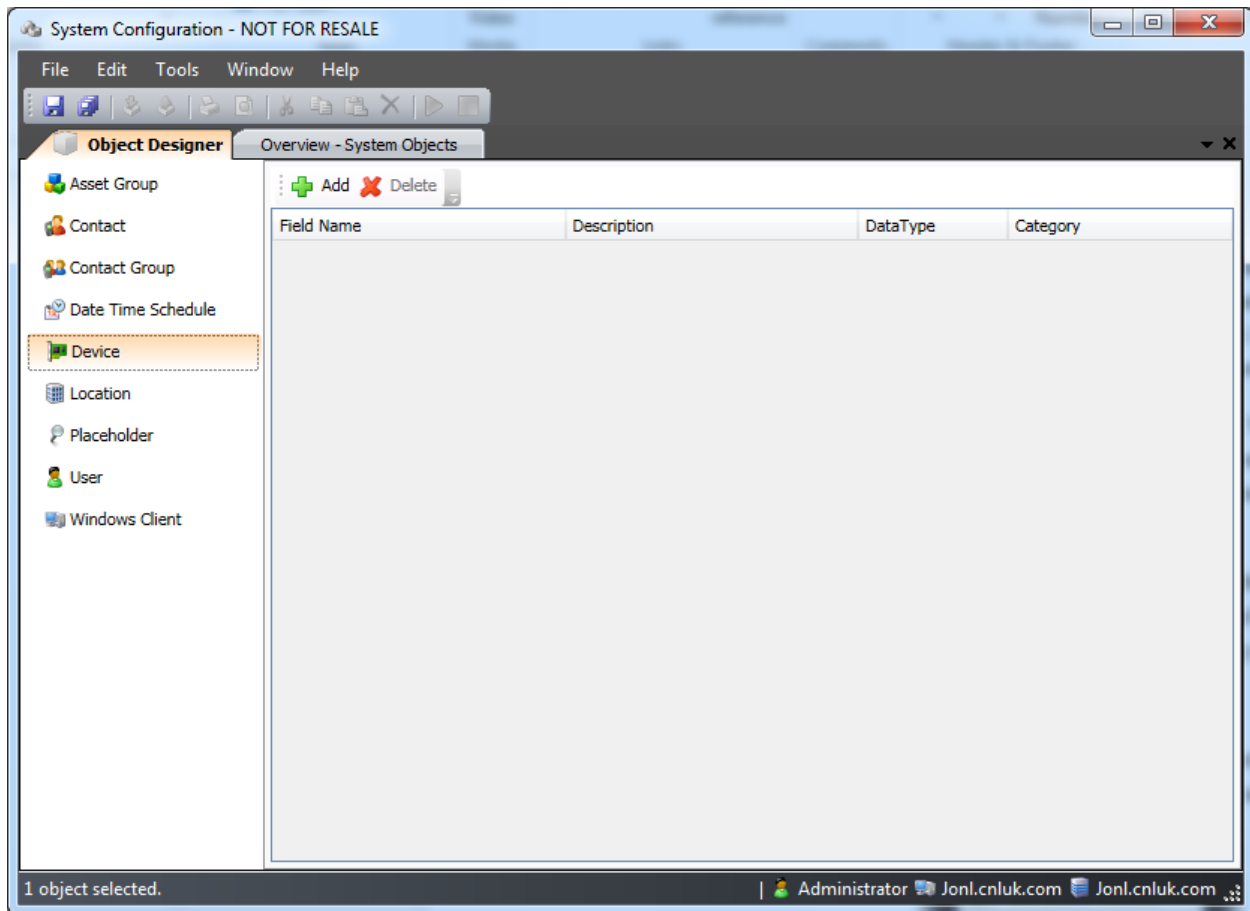 System Configuration - NOT FOR RESALE
File Edit Tools Window Help
Object Designer Overview - System Objects
Asset Group
Add Delete
Contact
Field Name Description DataType Category
Contact Group
Date Time Schedule
Device
Location
Placeholder
User
Windows Client
1 object selected. | Administrator Jonl.cnluk.com Jonl.cnluk.com